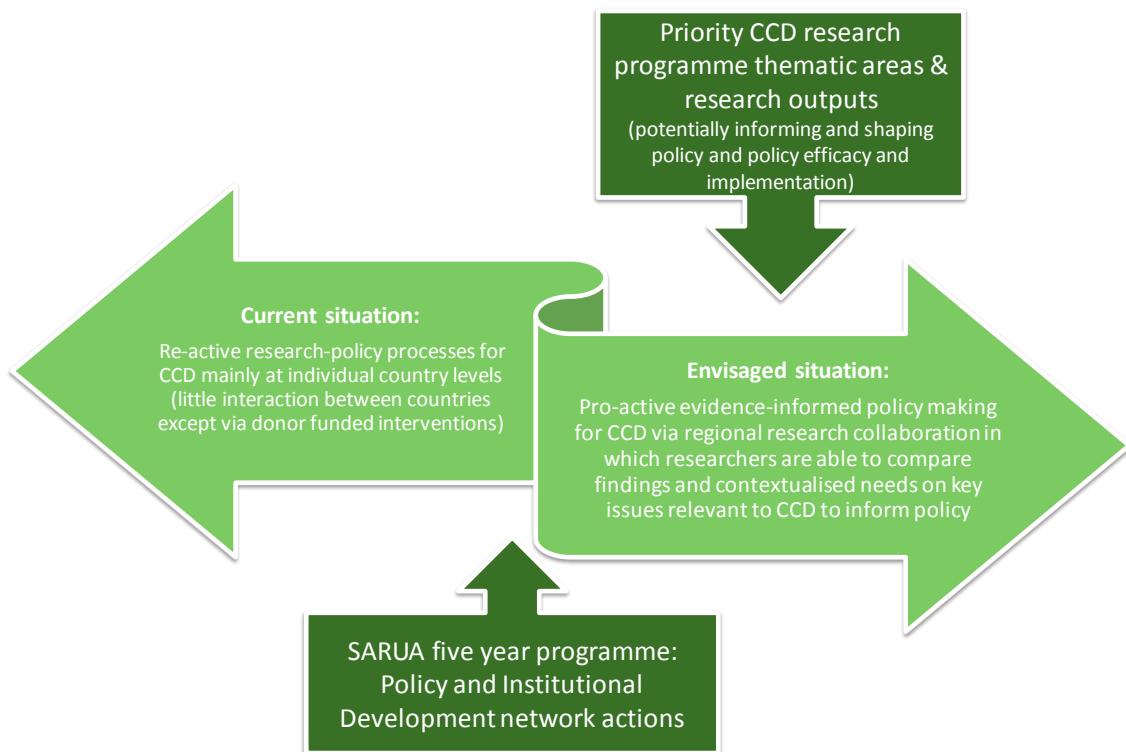 Priority CCD research
programme thematic areas &
research outputs
(potentially informing and shaping
policy and policy efficacy and
implementation)
Current situation:
Re-active research-policy processes for
CCD mainly at individual country levels
(little interaction between countries
except via donor funded interventions)
Envisaged situation:
Pro-active evidence-informed policy making
for CCD via regional research collaboration in
which researchers are able to compare
findings and contextualised needs on key
issues relevant to CCD to inform policy
SARUA five year programme:
Policy and Institutional
Development network actions